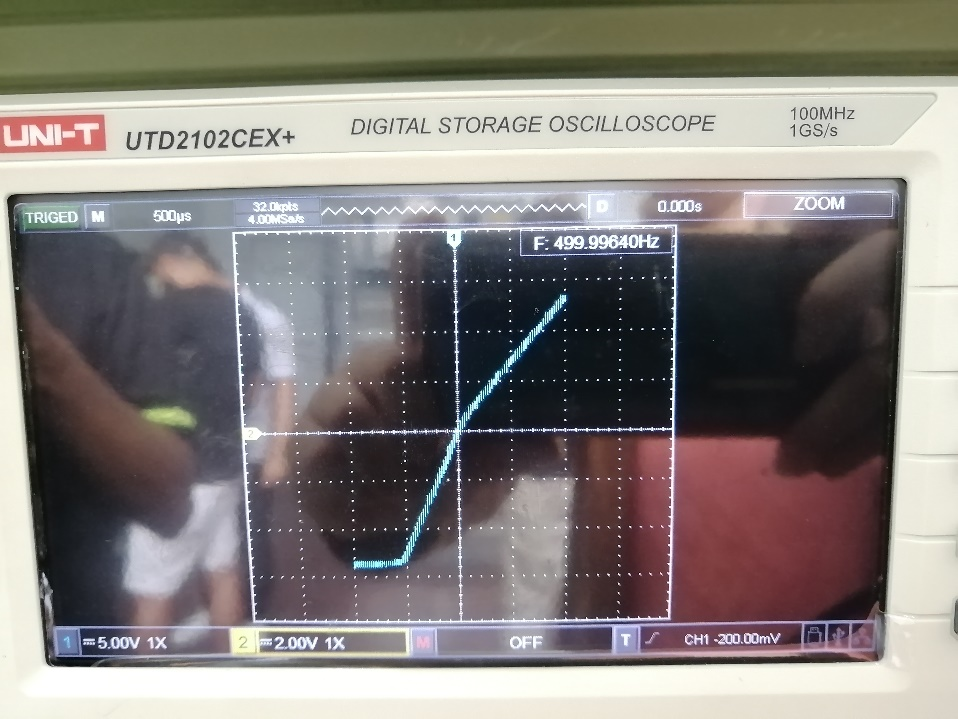 UNI-T UTD2102CEX+ DIGITAL STORAGE OSCILLOSCOPE 100MHz
1GS/s
TRIGED M 500μs 32.0kpts D 0.000s ZOOM
4.00MSa/s
1
F: 499.99640Hz
2
1 5.00V 1X 2 2.00V 1X M OFF T CH1 -200.00mV